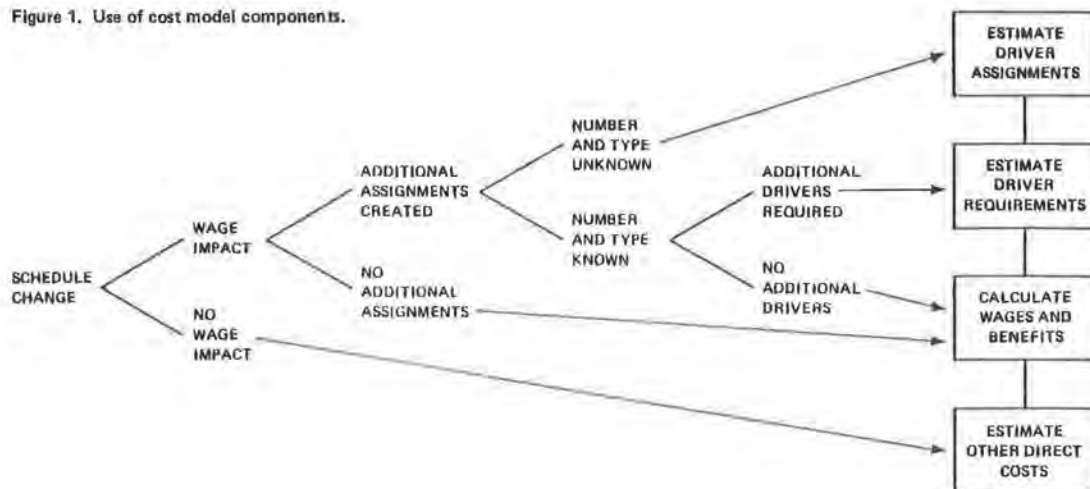 Figure 1. Use of cost model components.
ESTIMATE
DRIVER
ASSIGNMENTS
NUMBER
AND TYPE
UNKNOWN
ADDITIONAL
ASSIGNMENTS
CREATED
ADDITIONAL
DRIVERS
REQUIRED
ESTIMATE
DRIVER
REQUIREMENTS
WAGE
IMPACT
NUMBER
AND TYPE
KNOWN
SCHEDULE
CHANGE
NO
ADDITIONAL
ASSIGNMENTS
NO
ADDITIONAL
DRIVERS
CALCULATE
WAGES AND
BENEFITS
NO
WAGE
IMPACT
ESTIMATE
OTHER DIRECT
COSTS